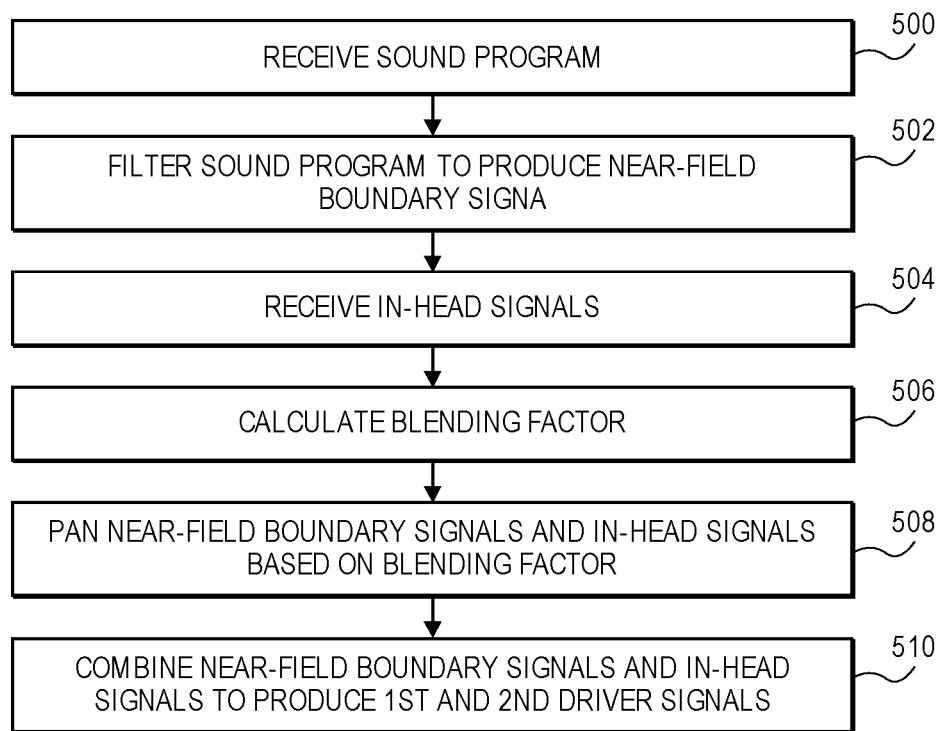 500
RECEIVE SOUND PROGRAM
502
FILTER SOUND PROGRAM TO PRODUCE NEAR-FIELD
BOUNDARY SIGNA
504
RECEIVE IN-HEAD SIGNALS
506
CALCULATE BLENDING FACTOR
508
PAN NEAR-FIELD BOUNDARY SIGNALS AND IN-HEAD SIGNALS
BASED ON BLENDING FACTOR
510
COMBINE NEAR-FIELD BOUNDARY SIGNALS AND IN-HEAD
SIGNALS TO PRODUCE 1ST AND 2ND DRIVER SIGNALS